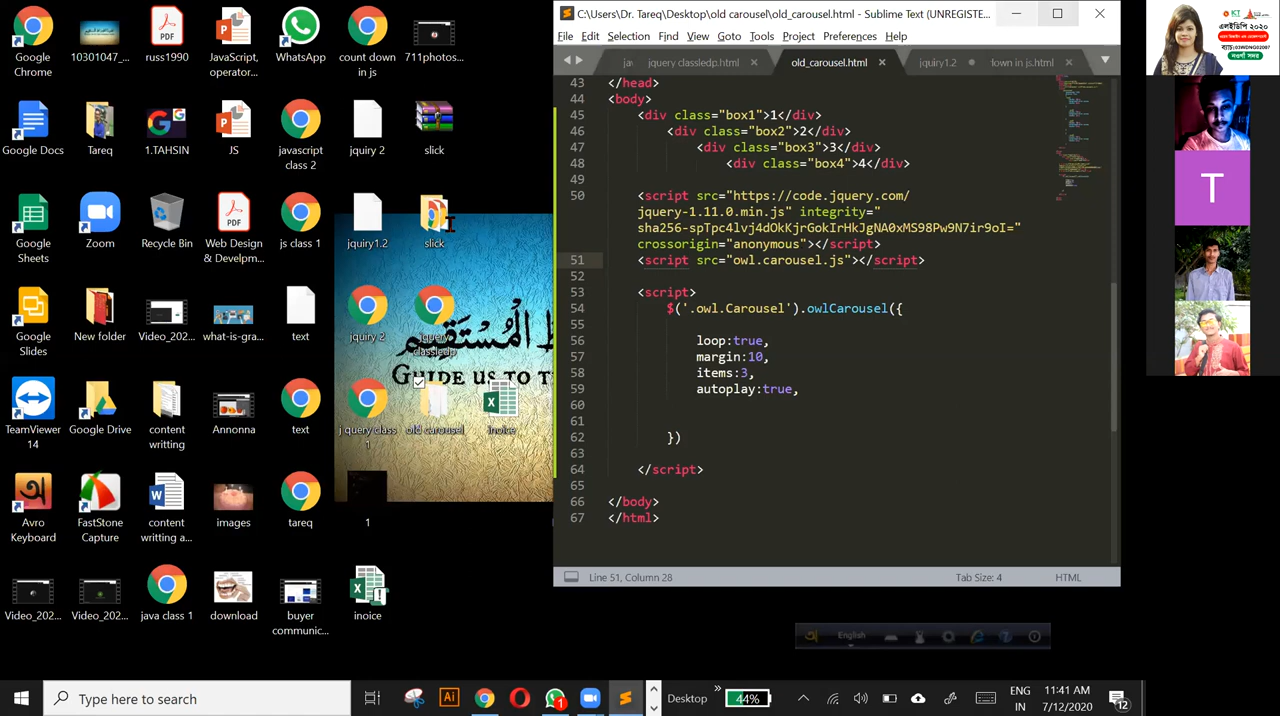 C:\Users\Dr. Tareq\Desktop\old carousel\old_carousel.html - Sublime Text (UNREGISTE...
File Edit Selection Find View Goto Tools Project Preferences Help
jav jquery classledp.html old_carousel.html jquiry1.2 lown in js.html
43 </head>
44 <body>
45 <div class="box1">1</div>
46 <div class="box2">2</div>
47 <div class="box3">3</div>
48 <div class="box4">4</div>
49
50 <script src="https://code.jquery.com/
jquery-1.11.0.min.js" integrity="
sha256-spTpc4lvj4dOkKjrGokIrHkJgNA0xMS98Pw9N7ir9oI="
crossorigin="anonymous"></script>
51 <script src="owl.carousel.js"></script>
52
53 <script>
54 $('.owl.Carousel').owlCarousel({
55
56 loop:true,
57 margin:10,
58 items:3,
59 autoplay:true,
60
61
62 })
63
64 </script>
65
66 </body>
67 </html>
Line 51, Column 28 Tab Size: 4 HTML
Google Chrome
10301047_...
russ1990
JavaScript, operator...
WhatsApp
count down in js
711photos...
Google Docs
Tareq
1.TAHSIN
JS
javascript class 2
jquiry 2
slick
Google Sheets
Zoom
Recycle Bin
Web Design & Develpm...
js class 1
jquiry1.2
slick
Google Slides
New folder
Video_202...
what-is-gra...
text
jquiry 2
jquery classledp
GUIDE US TO T
TeamViewer 14
Google Drive
content writting
Annonna
text
j query class 1
old carousel
inoice
Avro Keyboard
FastStone Capture
content writting a...
images
tareq
1
Video_202...
Video_202...
java class 1
download
buyer communic...
inoice
English
KT
এলইডিপি ২০২০
নওগাঁ সদর
T
Type here to search
Desktop
44%
ENG
IN
11:41 AM
7/12/2020
12